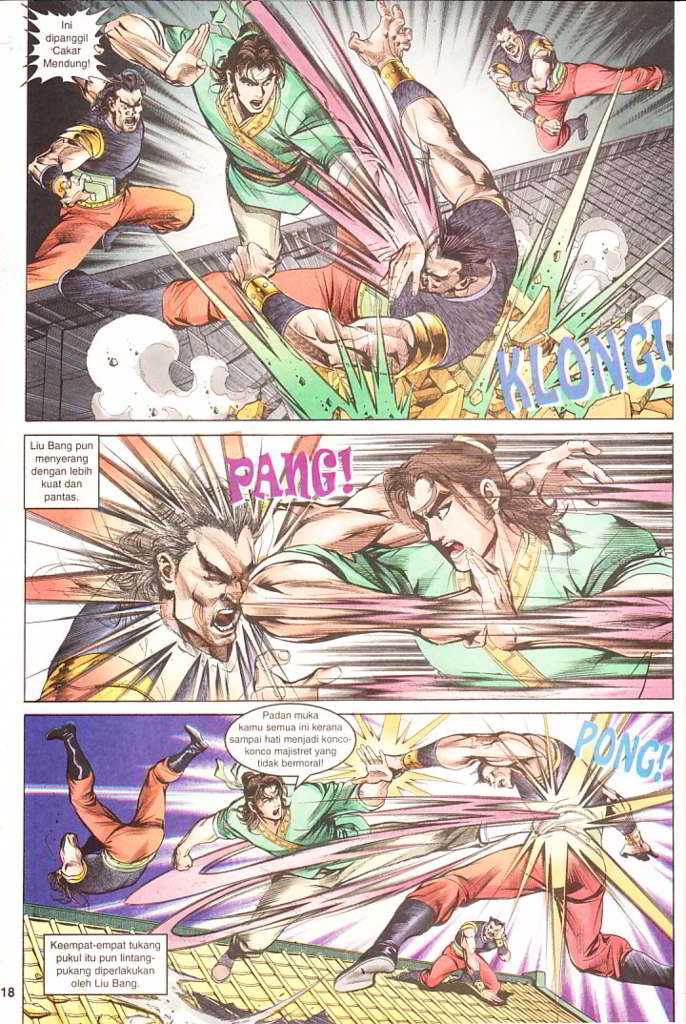 Ini
dipanggil
'Cakar
Mendung!
KLONG!
Liu Bang pun
menyerang
dengan lebih
kuat dan
pantas.
PANG!
Padan muka
kamu semua ini kerana
sampai hati menjadi konco-
konco majistret yang
tidak bermoral!
PONG!
Keempat-empat tukang
pukul itu pun lintang-
pukang diperlakukan
oleh Liu Bang.
18